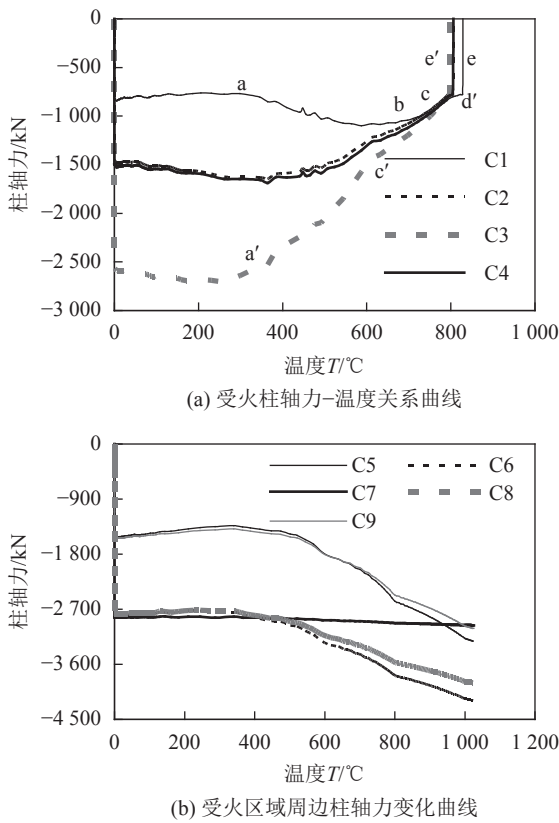 0
−500
−1 000
−1 500
−2 000
−2 500
−3 000
柱轴力/kN
a
b
c
e′
e
d′
c′
a′
C1
C2
C3
C4
0 200 400 600 800 1 000
温度T/℃
(a) 受火柱轴力−温度关系曲线
0
−900
−1 800
−2 700
−3 600
−4 500
柱轴力/kN
C5 C6
C7 C8
C9
0 200 400 600 800 1 000
温度T/℃
(b) 受火区域周边柱轴力变化曲线